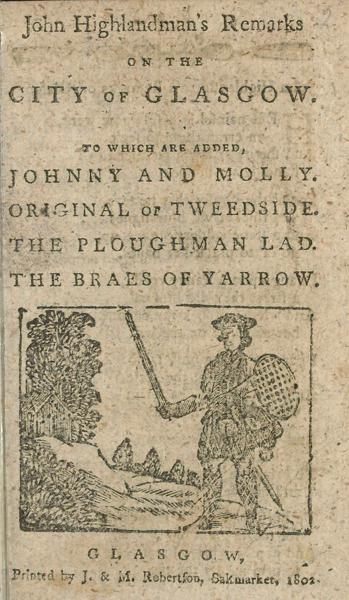 John Highlandman's Remarks
ON THE
CITY OF GLASGOW.
TO WHICH ARE ADDED,
JOHNNY AND MOLLY.
ORIGINAL OF TWEEDSIDE.
THE PLOUGHMAN LAD.
THE BRAES OF YARROW.
GLASGOW,
Printed by J. & M. Robertſon, Salmarket, 1802.